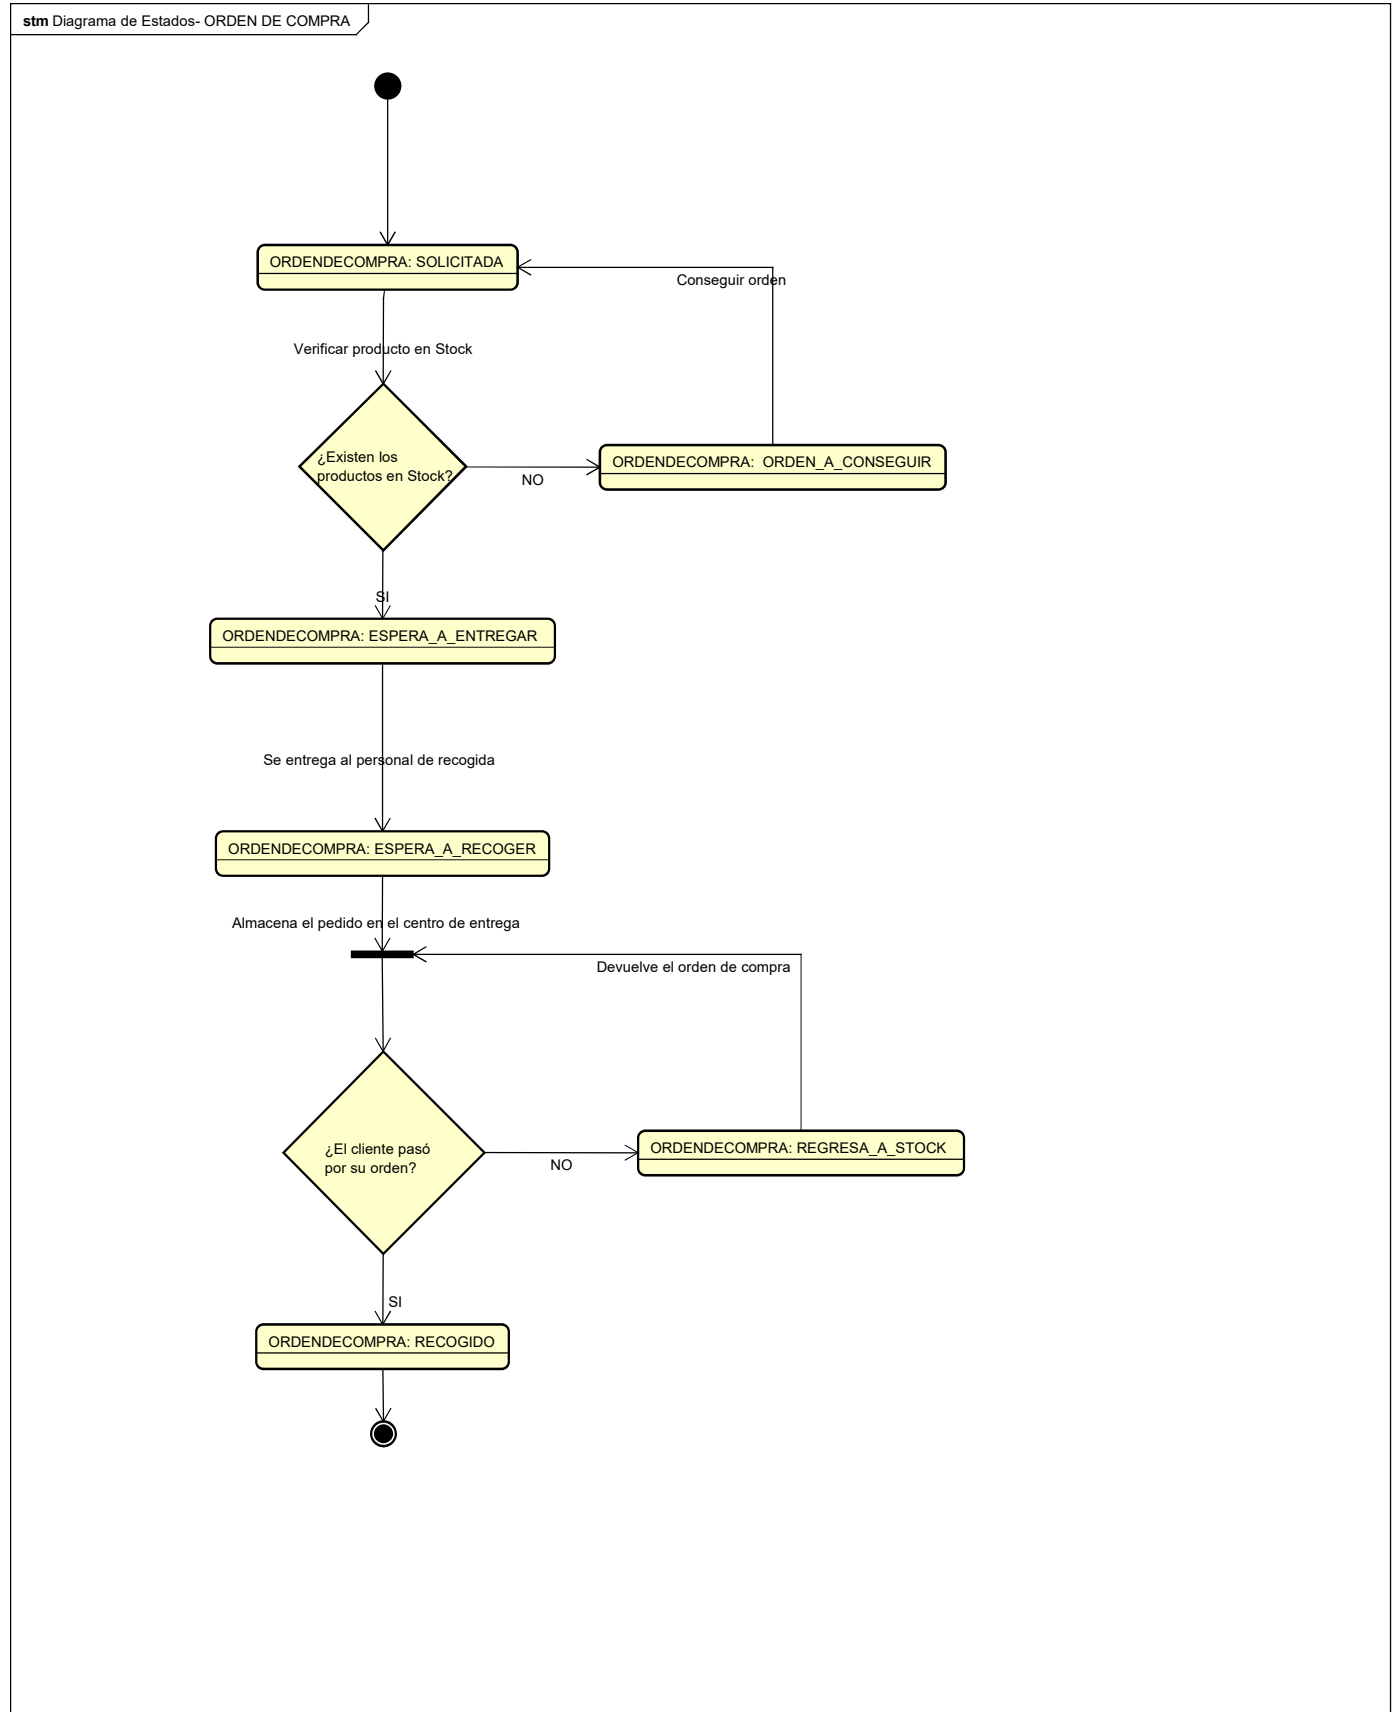 stm Diagrama de Estados- ORDEN DE COMPRA
ORDENDECOMPRA: SOLICITADA
Conseguir orden
Verificar producto en Stock
¿Existen los
productos en Stock?
NO
ORDENDECOMPRA: ORDEN_A_CONSEGUIR
SI
ORDENDECOMPRA: ESPERA_A_ENTREGAR
Se entrega al personal de recogida
ORDENDECOMPRA: ESPERA_A_RECOGER
Almacena el pedido en el centro de entrega
Devuelve el orden de compra
¿El cliente pasó
por su orden?
NO
ORDENDECOMPRA: REGRESA_A_STOCK
SI
ORDENDECOMPRA: RECOGIDO